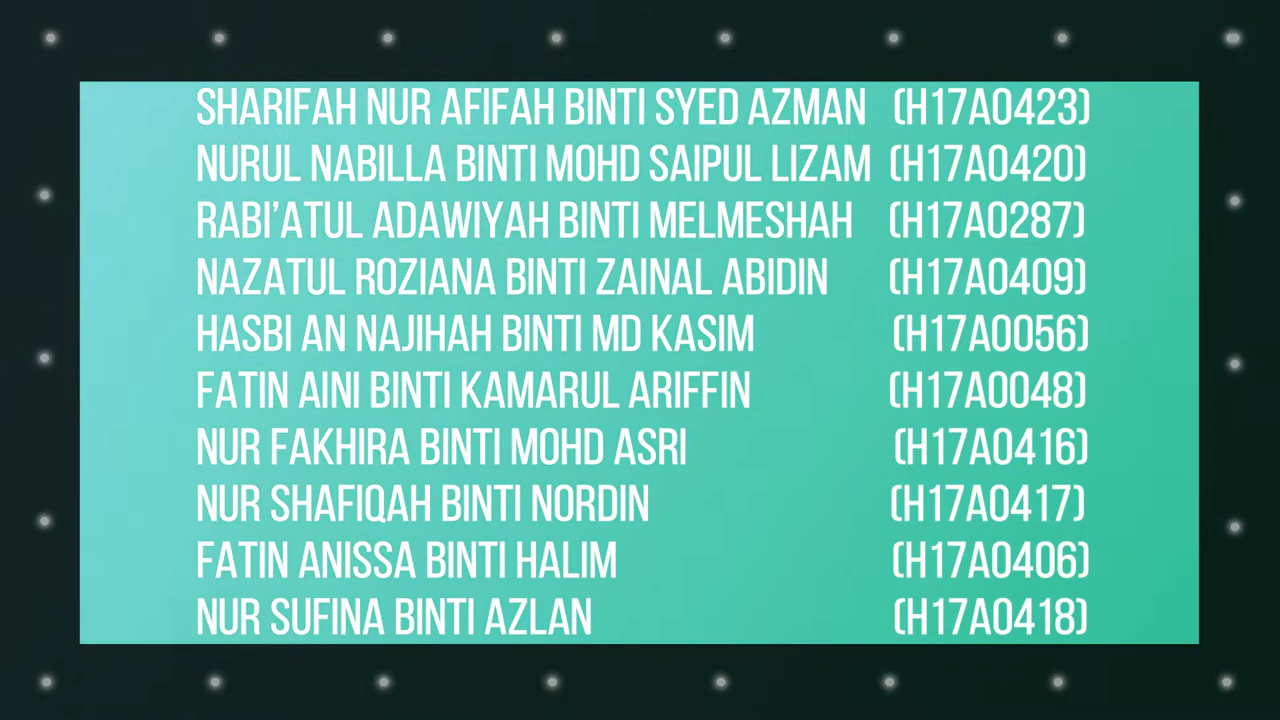 SHARIFAH NUR AFIFAH BINTI SYED AZMAN (H17A0423)
NURUL NABILLA BINTI MOHD SAIPUL LIZAM (H17A0420)
RABI'ATUL ADAWIYAH BINTI MELMESHAH (H17A0287)
NAZATUL ROZIANA BINTI ZAINAL ABIDIN (H17A0409)
HASBI AN NAJIHAH BINTI MD KASIM (H17A0056)
FATIN AINI BINTI KAMARUL ARIFFIN (H17A0048)
NUR FAKHIRA BINTI MOHD ASRI (H17A0416)
NUR SHAFIQAH BINTI NORDIN (H17A0417)
FATIN ANISSA BINTI HALIM (H17A0406)
NUR SUFINA BINTI AZLAN (H17A0418)